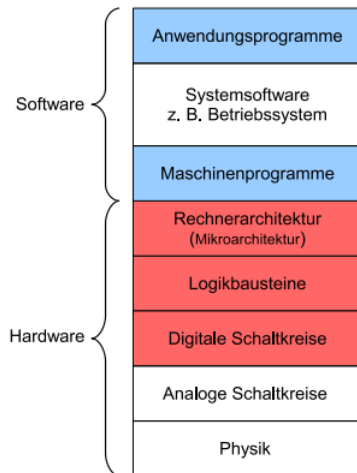 Anwendungsprogramme
Software
Systemsoftware
z. B. Betriebssystem
Maschinenprogramme
Rechnerarchitektur
(Mikroarchitektur)
Logikbausteine
Hardware
Digitale Schaltkreise
Analoge Schaltkreise
Physik